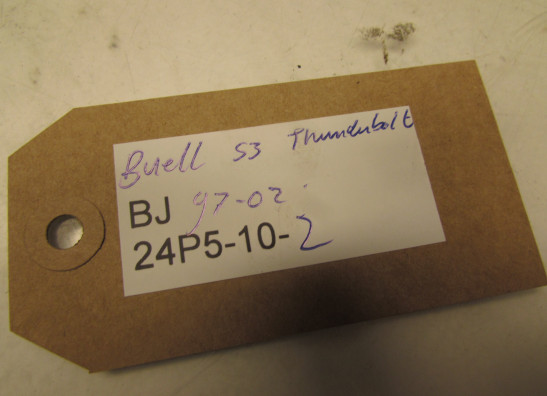 Buell S3 Thunderbolt
BJ 97-02
24P5-10-2